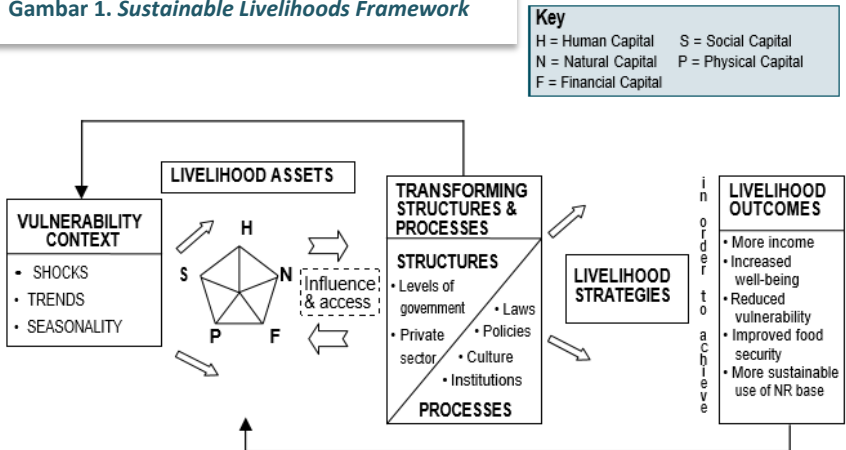 Gambar 1. Sustainable Livelihoods Framework
Key
H = Human Capital S = Social Capital
N = Natural Capital P = Physical Capital
F = Financial Capital
LIVELIHOOD ASSETS
VULNERABILITY
CONTEXT
• SHOCKS
• TRENDS
• SEASONALITY
H
S
N
P
F
Influence
& access
TRANSFORMING
STRUCTURES &
PROCESSES
STRUCTURES
• Levels of
government
• Private
sector
• Laws
• Policies
• Culture
• Institutions
PROCESSES
LIVELIHOOD
STRATEGIES
in order to achieve
LIVELIHOOD
OUTCOMES
• More income
• Increased
well-being
• Reduced
vulnerability
• Improved food
security
• More sustainable
use of NR base